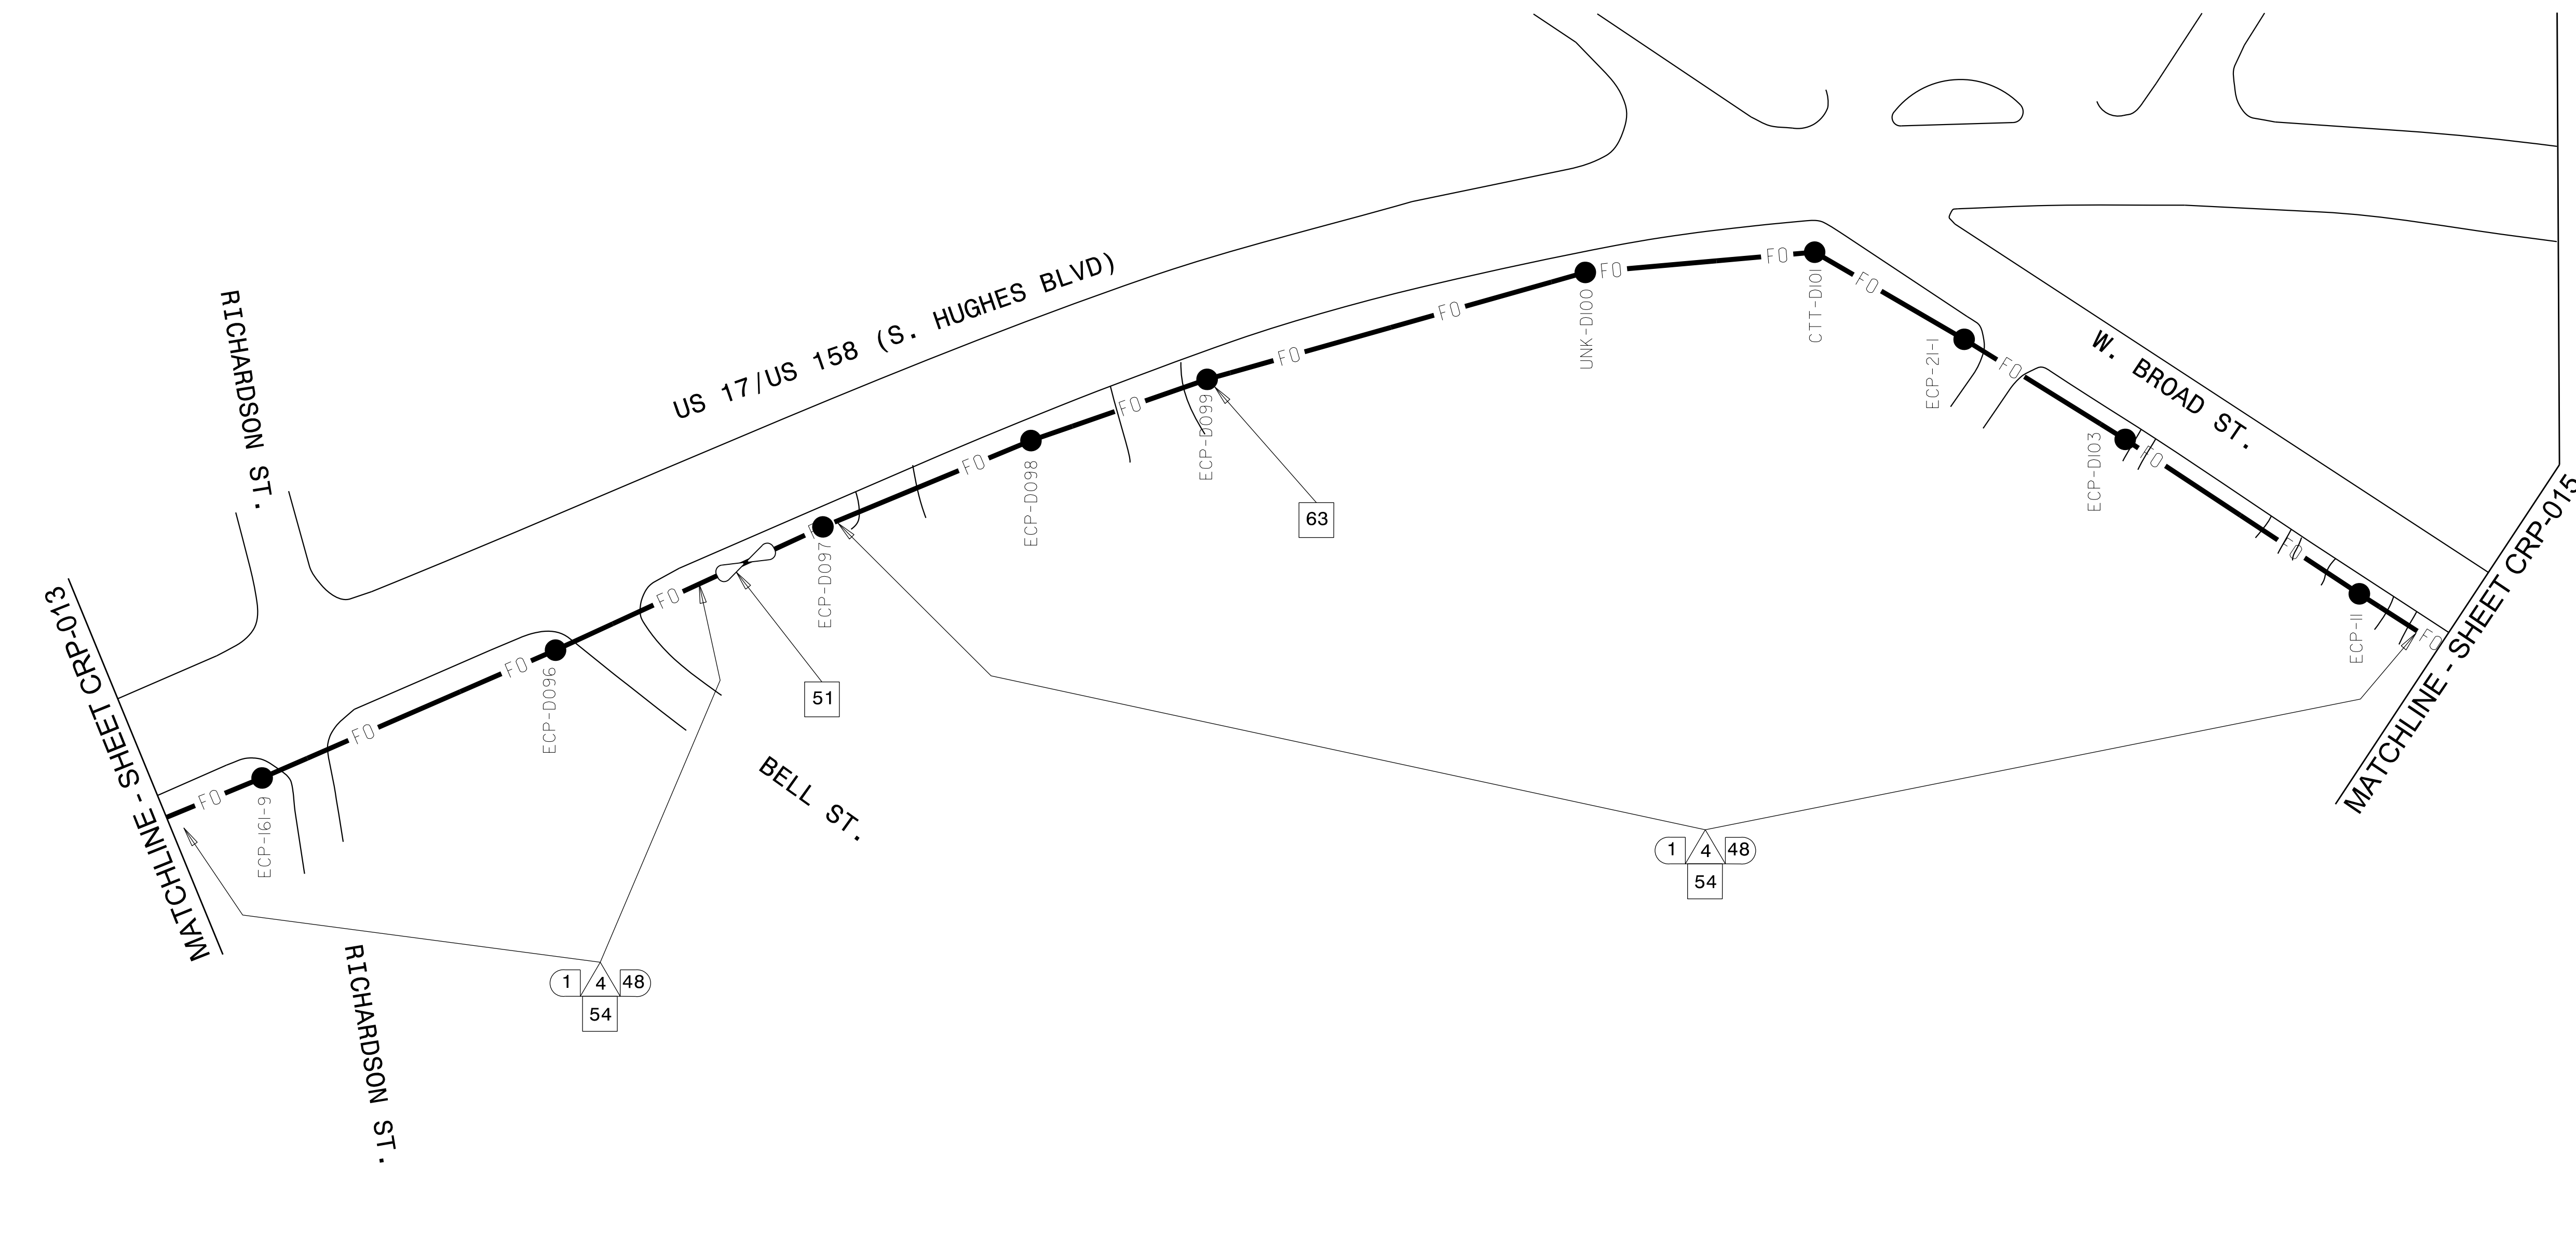 US 17/US 158 (S. HUGHES BLVD)
RICHARDSON ST.
W. BROAD ST.
MATCHLINE - SHEET CRP-013
MATCHLINE - SHEET CRP-015
FO
ECP-161-9
FO
FO
ECP-D096
FO
ECP-D097
FO
ECP-D098
FO
ECP-D099
FO
FO
UNK-D100
FO
FO
CTT-D101
FO
ECP-21-1
FO
ECP-D103
FO
FO
ECP-11
FO
63
51
BELL ST.
1 4 48
54
1 4 48
54
RICHARDSON ST.